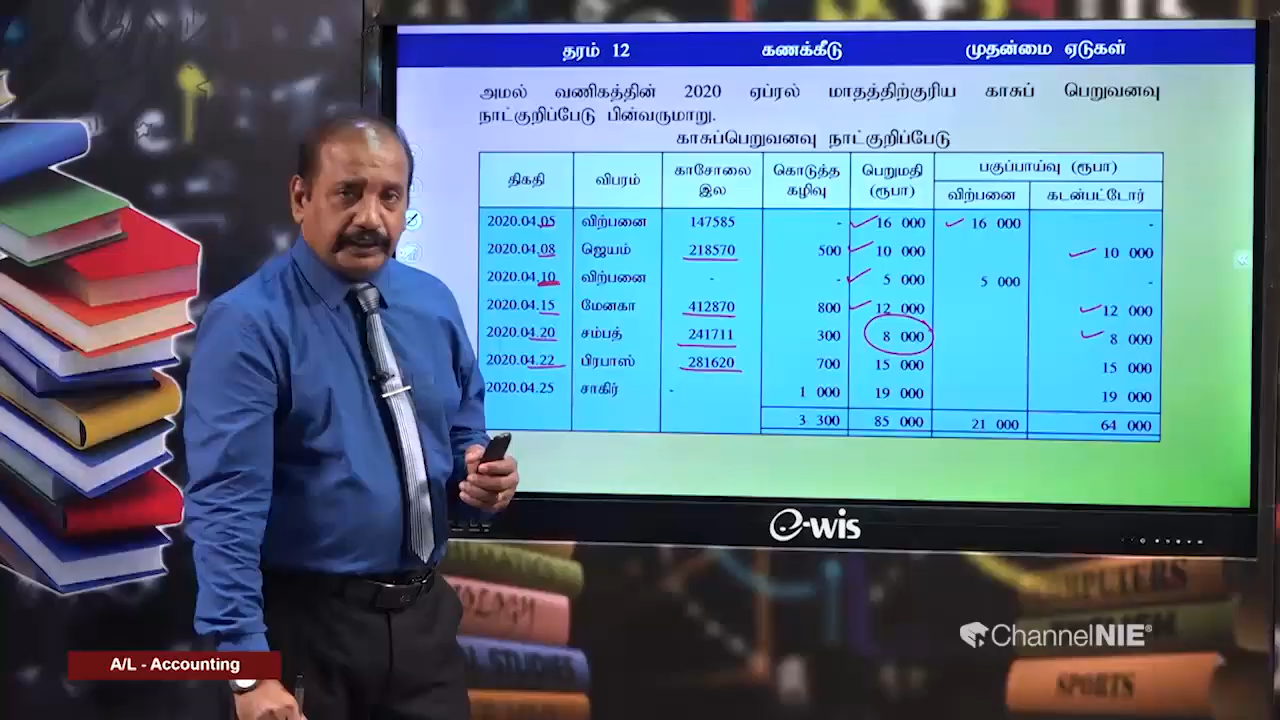 தரம் 12 கணக்கீடு முதன்மை ஏடுகள்
அமல் வணிகத்தின் 2020 ஏப்ரல் மாதத்திற்குரிய காசுப் பெறுவனவு
நாட்குறிப்பேடு பின்வருமாறு.
காசுப்பெறுவனவு நாட்குறிப்பேடு
திகதி விபரம் காசோலை இல கொடுத்த கழிவு பெறுமதி (ரூபா) பகுப்பாய்வு (ரூபா)
விற்பனை கடன்பட்டோர்
2020.04.05 விற்பனை 147585 - 16 000 16 000 -
2020.04.08 ஜெயம் 218570 500 10 000 10 000
2020.04.10 விற்பனை - - 5 000 5 000 -
2020.04.15 மேனகா 412870 800 12 000 12 000
2020.04.20 சம்பத் 241711 300 8 000 8 000
2020.04.22 பிரபாஸ் 281620 700 15 000 15 000
2020.04.25 சாகிர் - 1 000 19 000 19 000
3 300 85 000 21 000 64 000
e-wis
COMPUTERS
ChannelNIE®
A/L - Accounting
SPORTS